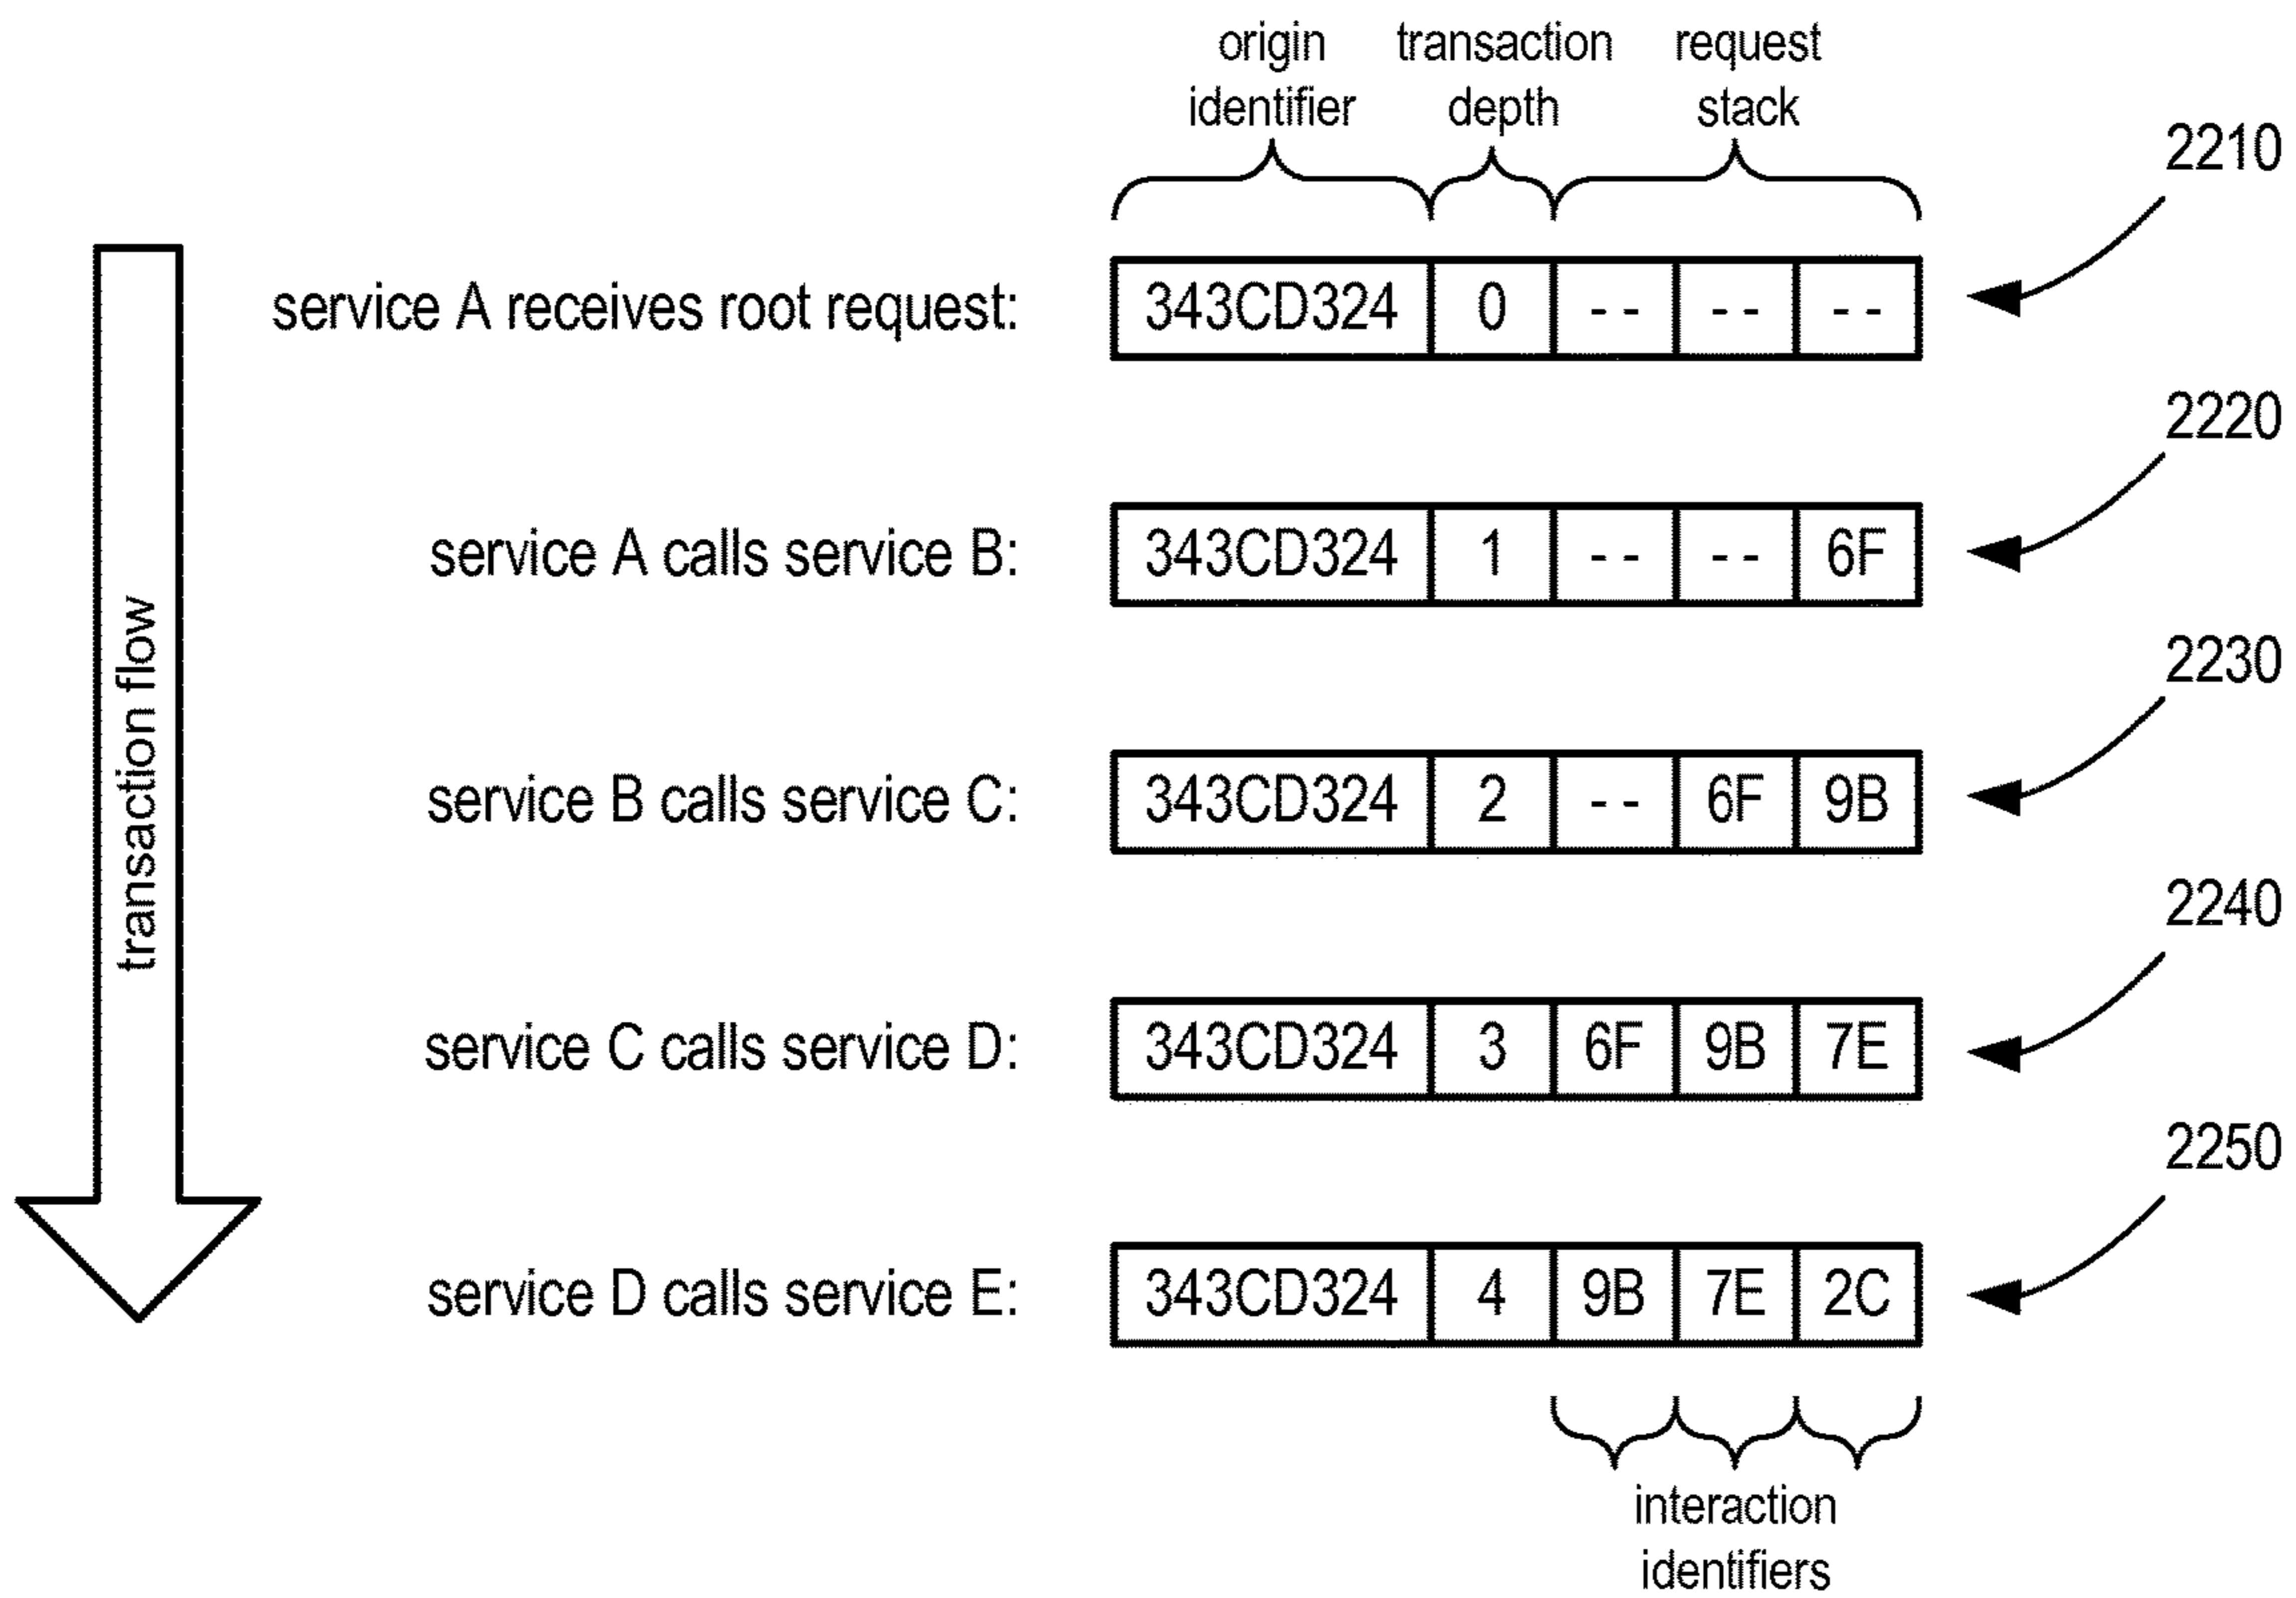 origin
identifier
transaction
depth
request
stack
2210
service A receives root request: 343CD324 0 -- -- --
2220
service A calls service B: 343CD324 1 -- -- 6F
2230
service B calls service C: 343CD324 2 -- 6F 9B
2240
service C calls service D: 343CD324 3 6F 9B 7E
2250
service D calls service E: 343CD324 4 9B 7E 2C
interaction
identifiers
transaction flow